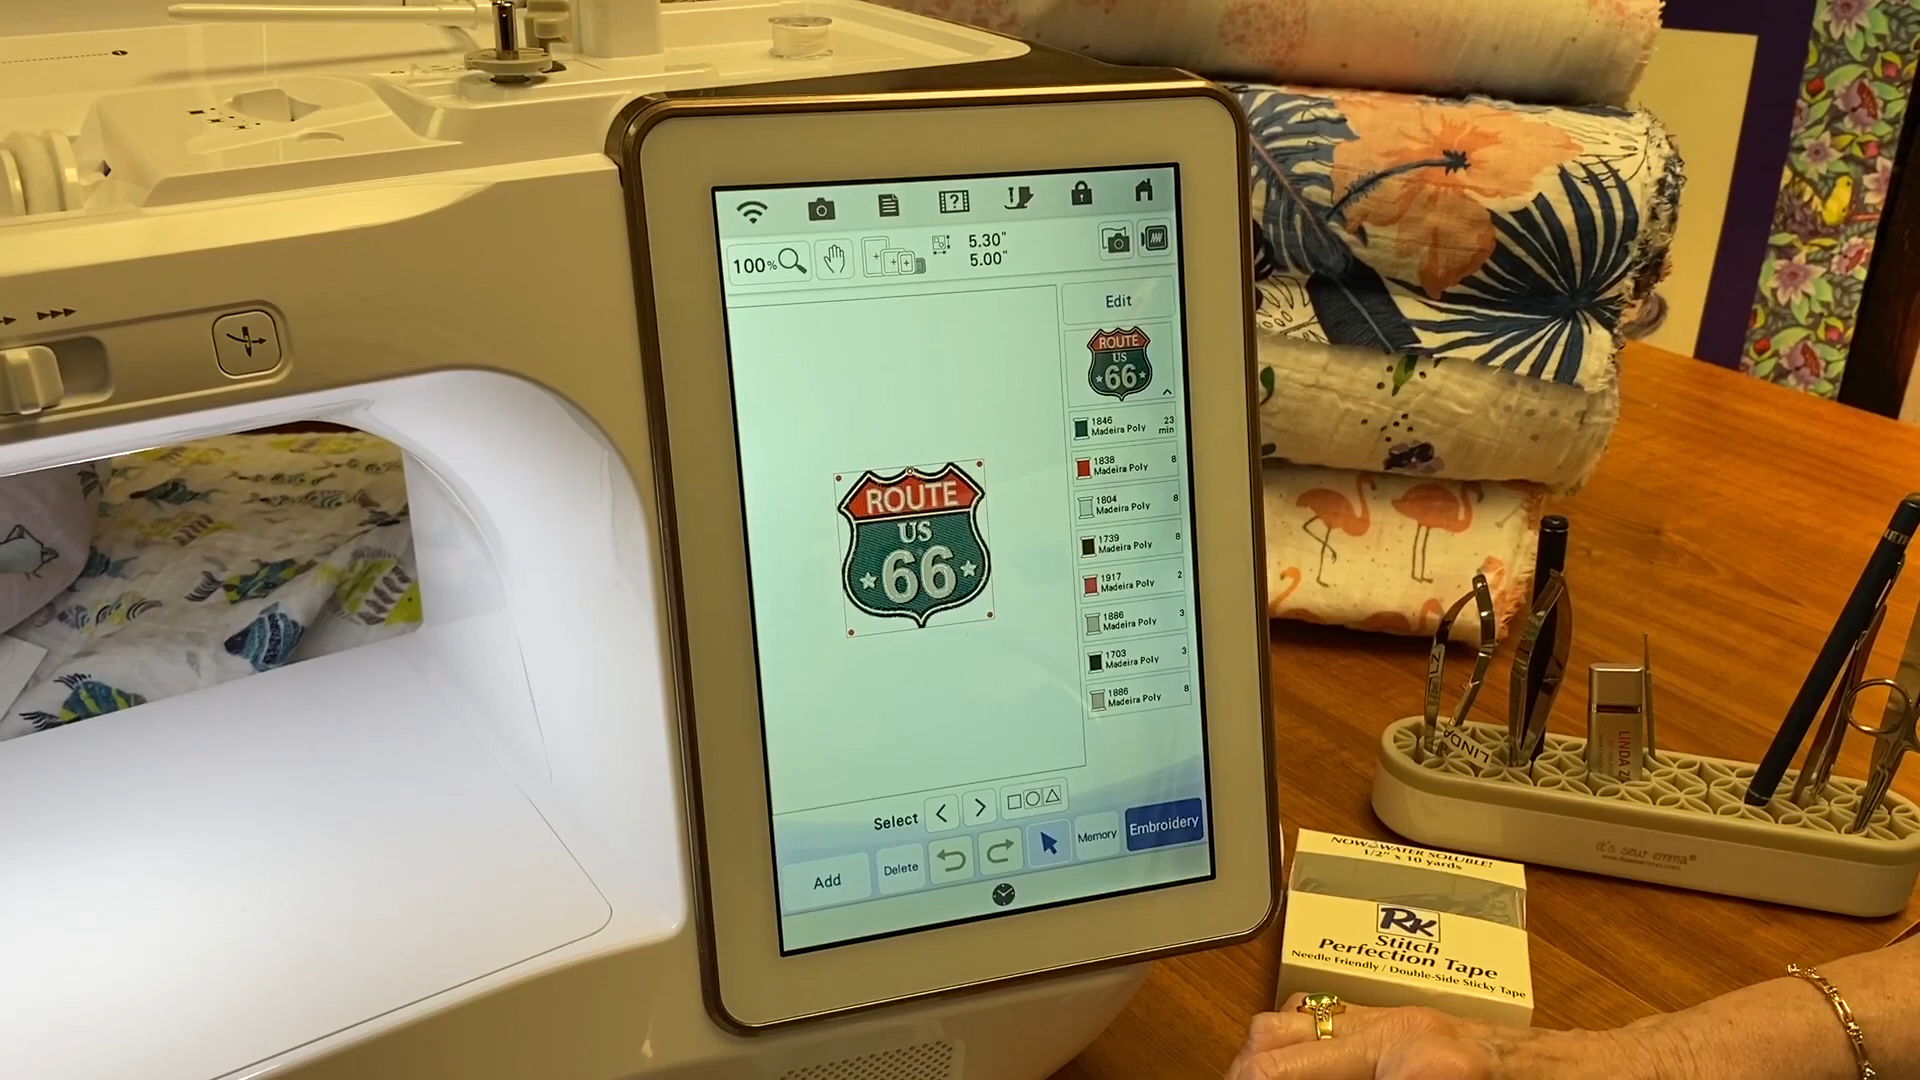 100%
5.30"
5.00"
Edit
ROUTE
US
66
1846
Madeira Poly
23
min
1838
Madeira Poly
8
1804
Madeira Poly
8
1739
Madeira Poly
8
1917
Madeira Poly
2
1886
Madeira Poly
3
1703
Madeira Poly
3
1886
Madeira Poly
8
ROUTE
US
66
Select
Add
Delete
Memory
Embroidery
LINDA
LINDA Z
it's sew emma®
NOW WATER SOLUBLE!
1/2" x 10 yards
RK
Stitch
Perfection Tape
Needle Friendly / Double-Side Sticky Tape